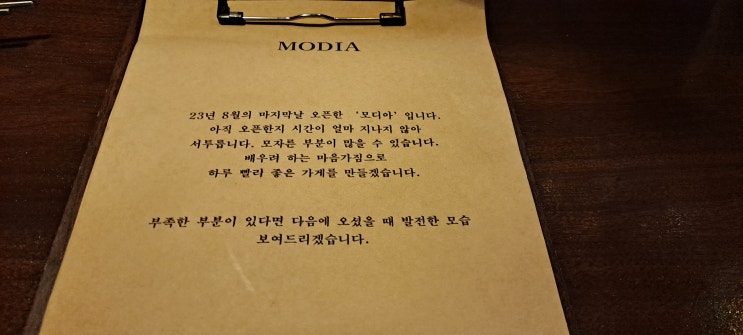 MODIA
23년 8월의 마지막날 오픈한 '모디아' 입니다.
아직 오픈한지 시간이 얼마 지나지 않아
서투릅니다. 모자른 부분이 많을 수 있습니다.
배우려 하는 마음가짐으로
하루 빨리 좋은 가게를 만들겠습니다.
부족한 부분이 있다면 다음에 오셨을 때 발전한 모습
보여드리겠습니다.